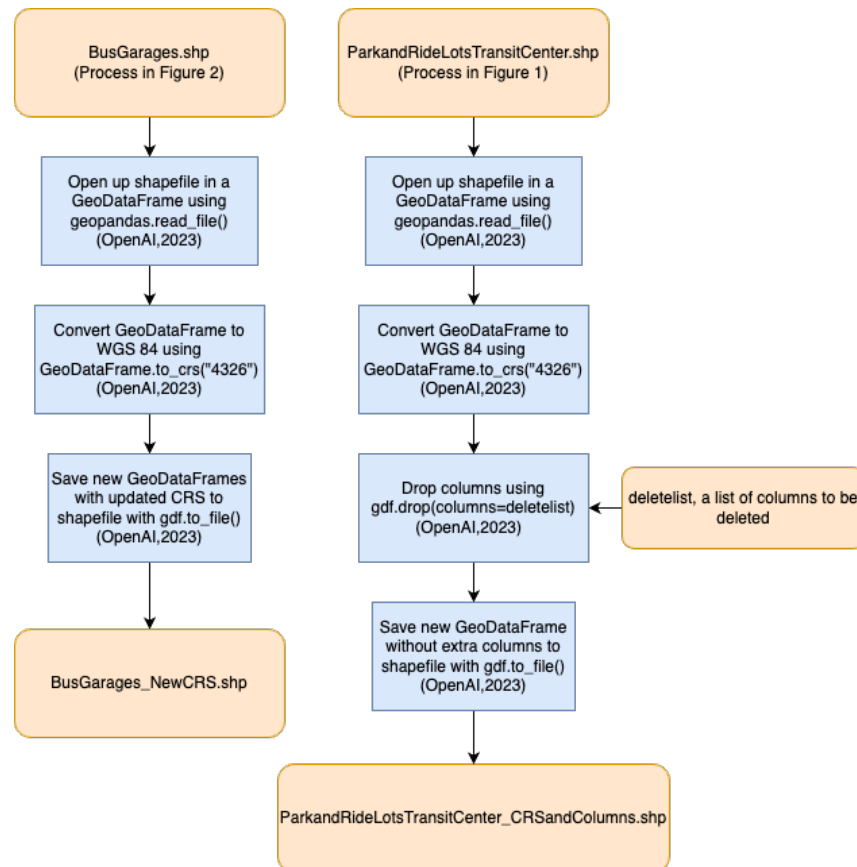 BusGarages.shp
(Process in Figure 2)
Open up shapefile in a
GeoDataFrame using
geopandas.read_file()
(OpenAI,2023)
Convert GeoDataFrame to
WGS 84 using
GeoDataFrame.to_crs("4326")
(OpenAI,2023)
Save new GeoDataFrames
with updated CRS to
shapefile with gdf.to_file()
(OpenAI,2023)
BusGarages_NewCRS.shp
ParkandRideLotsTransitCenter.shp
(Process in Figure 1)
Open up shapefile in a
GeoDataFrame using
geopandas.read_file()
(OpenAI,2023)
Convert GeoDataFrame to
WGS 84 using
GeoDataFrame.to_crs("4326")
(OpenAI,2023)
Drop columns using
gdf.drop(columns=deletelist)
(OpenAI,2023)
deletelist, a list of columns to be
deleted
Save new GeoDataFrame
without extra columns to
shapefile with gdf.to_file()
(OpenAI,2023)
ParkandRideLotsTransitCenter_CRSandColumns.shp